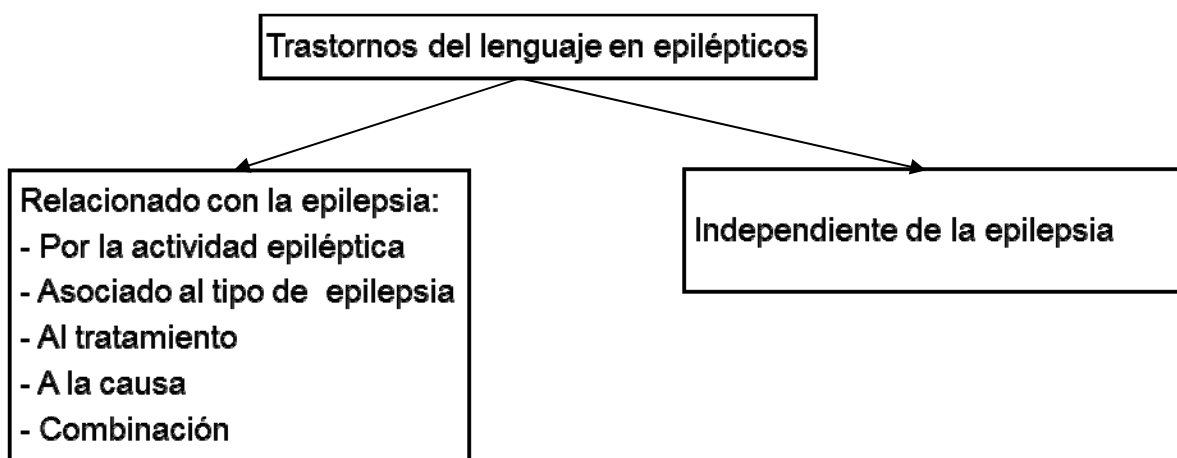 Trastornos del lenguaje en epilépticos
Relacionado con la epilepsia:
- Por la actividad epiléptica
- Asociado al tipo de epilepsia
- Al tratamiento
- A la causa
- Combinación
Independiente de la epilepsia